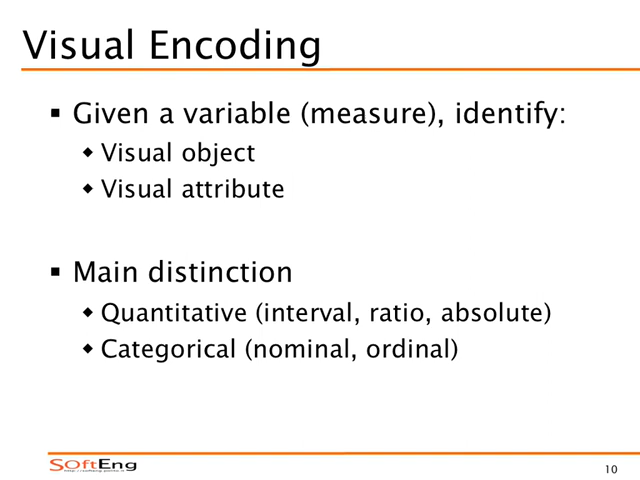 Visual Encoding
▪ Given a variable (measure), identify:
◆ Visual object
◆ Visual attribute
▪ Main distinction
◆ Quantitative (interval, ratio, absolute)
◆ Categorical (nominal, ordinal)
SOftEng
10